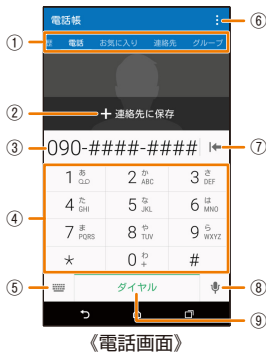 電話帳
⑥
①
歴 電話 お気に入り 連絡先 グループ
② + 連絡先に保存
③ 090-####-#### ⑦
④
1 あ 2 か ABC 3 さ DEF
4 た GHI 5 な JKL 6 は MNO
7 ま PQRS 8 や TUV 9 ら WXYZ
* 0 わ + #
⑤ ダイヤル ⑧
⑨
《電話画面》